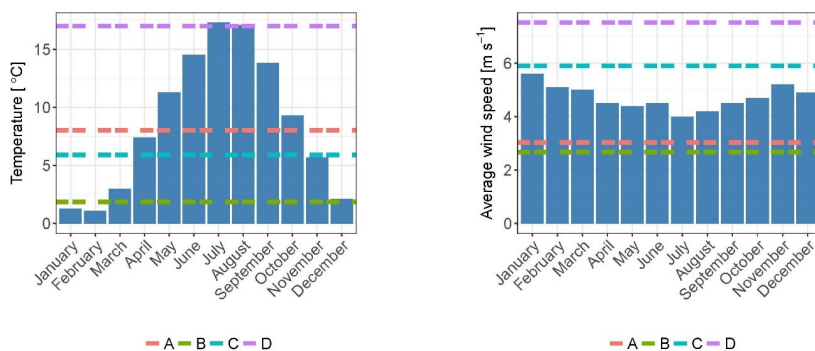 Temperature [ °C]
15
10
5
0
January
February
March
April
May
June
July
August
September
October
November
December
A B C D
Average wind speed [m s⁻¹]
6
4
2
0
January
February
March
April
May
June
July
August
September
October
November
December
A B C D